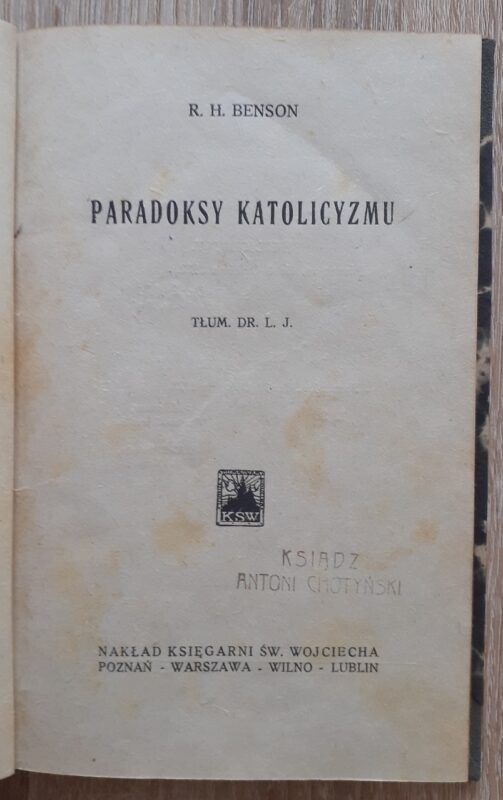 R. H. BENSON
PARADOKSY KATOLICYZMU
TŁUM. DR. L. J.
KSW
KSIĄDZ
ANTONI CHOTYŃSKI
NAKŁAD KSIĘGARNI ŚW. WOJCIECHA
POZNAŃ - WARSZAWA - WILNO - LUBLIN